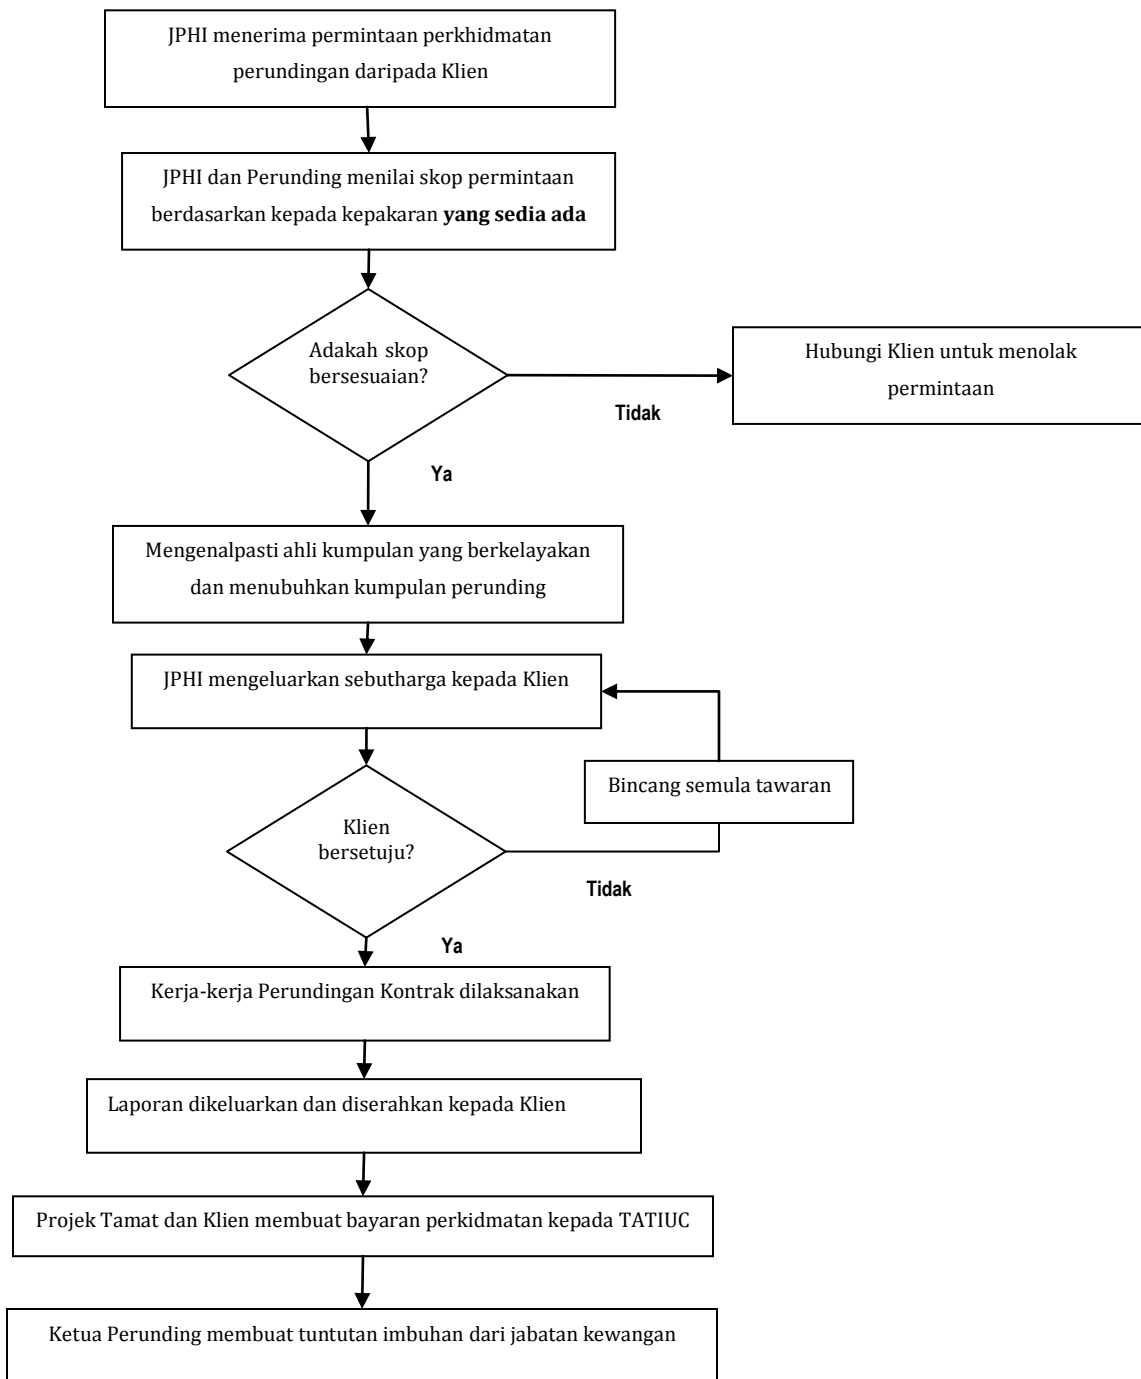 JPHI menerima permintaan perkhidmatan
perundingan daripada Klien
JPHI dan Perunding menilai skop permintaan
berdasarkan kepada kepakaran yang sedia ada
Adakah skop
bersesuaian?
Hubungi Klien untuk menolak
permintaan
Tidak
Ya
Mengenalpasti ahli kumpulan yang berkelayakan
dan menubuhkan kumpulan perunding
JPHI mengeluarkan sebutharga kepada Klien
Bincang semula tawaran
Klien
bersetuju?
Tidak
Ya
Kerja-kerja Perundingan Kontrak dilaksanakan
Laporan dikeluarkan dan diserahkan kepada Klien
Projek Tamat dan Klien membuat bayaran perkidmatan kepada TATIUC
Ketua Perunding membuat tuntutan imbuhan dari jabatan kewangan